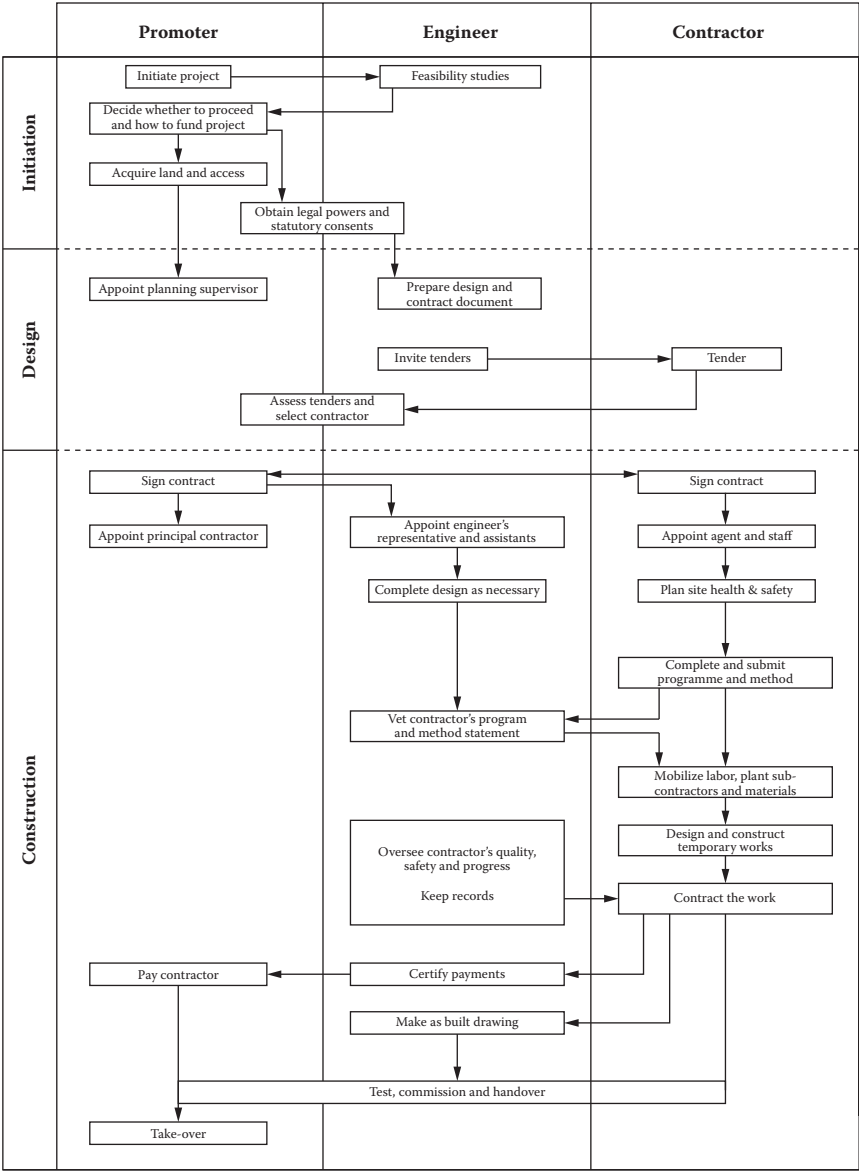 Promoter
Engineer
Contractor
Initiation
Initiate project
Feasibility studies
Decide whether to proceed
and how to fund project
Acquire land and access
Obtain legal powers and
statutory consents
Design
Appoint planning supervisor
Prepare design and
contract document
Invite tenders
Tender
Assess tenders and
select contractor
Construction
Sign contract
Sign contract
Appoint principal contractor
Appoint engineer's
representative and assistants
Appoint agent and staff
Complete design as necessary
Plan site health & safety
Complete and submit
programme and method
Vet contractor's program
and method statement
Mobilize labor, plant sub-
contractors and materials
Design and construct
temporary works
Oversee contractor's quality,
safety and progress
Keep records
Contract the work
Pay contractor
Certify payments
Make as built drawing
Test, commission and handover
Take-over